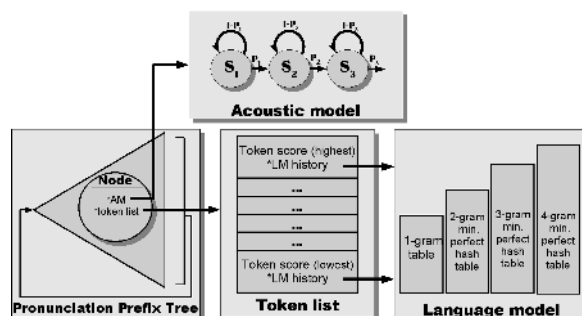 1-P₁
1-P₂
1-P₃
S₁
P₁
S₂
P₂
S₃
P₃
Acoustic model
Node
*AM
*token list
Pronunciation Prefix Tree
Token score (highest)
*LM history
...
...
...
...
Token score (lowest)
*LM history
Token list
1-gram
table
2-gram
min.
perfect
hash
table
3-gram
min.
perfect
hash
table
4-gram
min.
perfect
hash
table
Language model